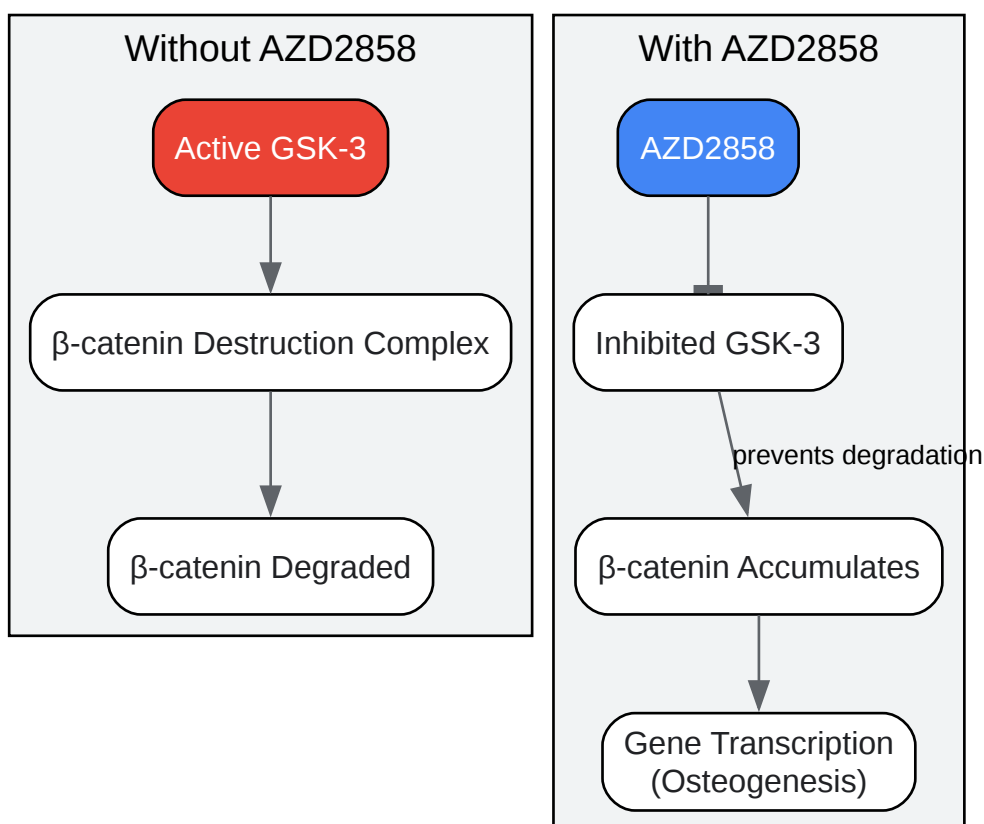 Without AZD2858
Active GSK-3
β-catenin Destruction Complex
β-catenin Degraded
With AZD2858
AZD2858
Inhibited GSK-3
prevents degradation
β-catenin Accumulates
Gene Transcription
(Osteogenesis)